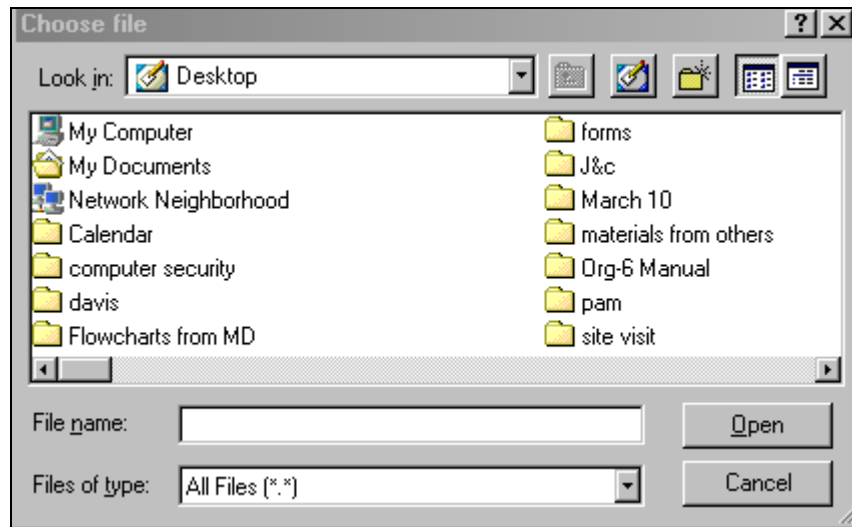 Choose file
Look in: Desktop
My Computer
My Documents
Network Neighborhood
Calendar
computer security
davis
Flowcharts from MD
forms
J&c
March 10
materials from others
Org-6 Manual
pam
site visit
File name: Open
Files of type: All Files (*.*) Cancel